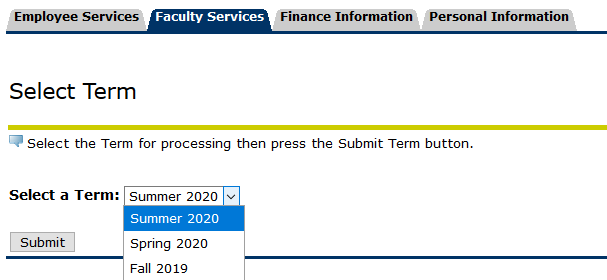 Employee Services Faculty Services Finance Information Personal Information
Select Term
Select the Term for processing then press the Submit Term button.
Select a Term: Summer 2020
Summer 2020
Spring 2020
Submit
Fall 2019